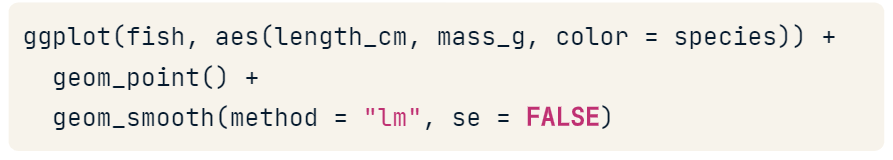 ggplot(fish, aes(length_cm, mass_g, color = species)) +
  geom_point() +
  geom_smooth(method = "lm", se = FALSE)